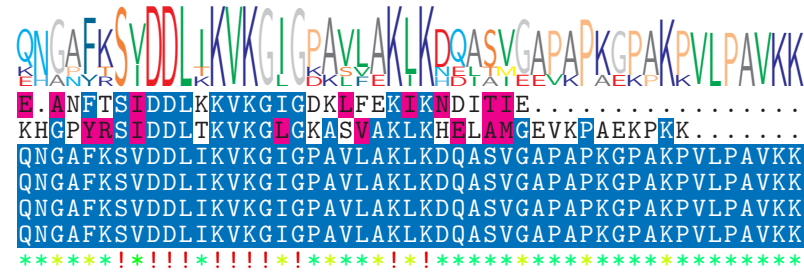 QNGAFKSVDDLIKVKGIGPAVLAKLKDQASVGAPAPKGPAKPVLPAVKK
E.ANFTSIDDLKKVKGIGDKLFEKIKNDITIE.................
KHGPYRSIDDLTKVKGLGKASVAKLKHELAMGEVKPAEKPKK.......
QNGAFKSVDDLIKVKGIGPAVLAKLKDQASVGAPAPKGPAKPVLPAVKK
QNGAFKSVDDLIKVKGIGPAVLAKLKDQASVGAPAPKGPAKPVLPAVKK
QNGAFKSVDDLIKVKGIGPAVLAKLKDQASVGAPAPKGPAKPVLPAVKK
QNGAFKSVDDLIKVKGIGPAVLAKLKDQASVGAPAPKGPAKPVLPAVKK
******!*!!!*!!!!*!*****!*!***********************